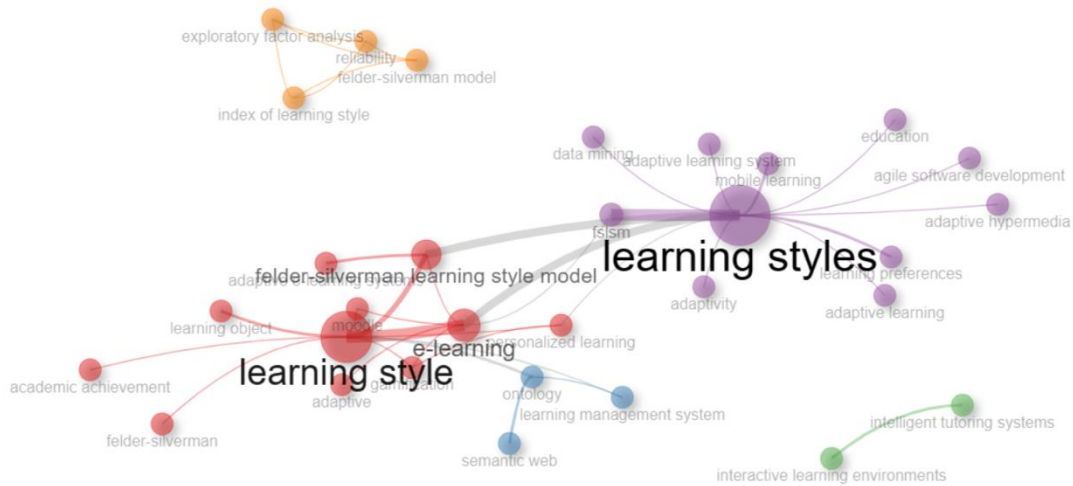 exploratory factor analysis
reliability
felder-silverman model
index of learning style
education
data mining
adaptive learning system
agile software development
mobile learning
adaptive hypermedia
fslsm
learning styles
felder-silverman learning style model
adaptive e-learning system
learning preferences
adaptivity
adaptive learning
learning object
moodle
personalized learning
e-learning
learning style
academic achievement
gamification
adaptive
ontology
learning management system
intelligent tutoring systems
felder-silverman
semantic web
interactive learning environments